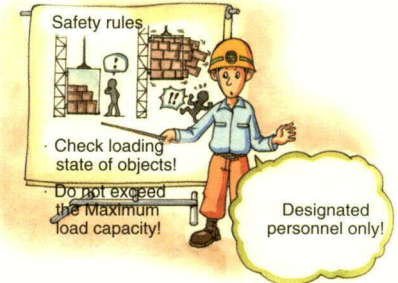 Safety rules
!
!!
· Check loading
state of objects!
· Do not exceed
the Maximum
load capacity!
Designated
personnel only!